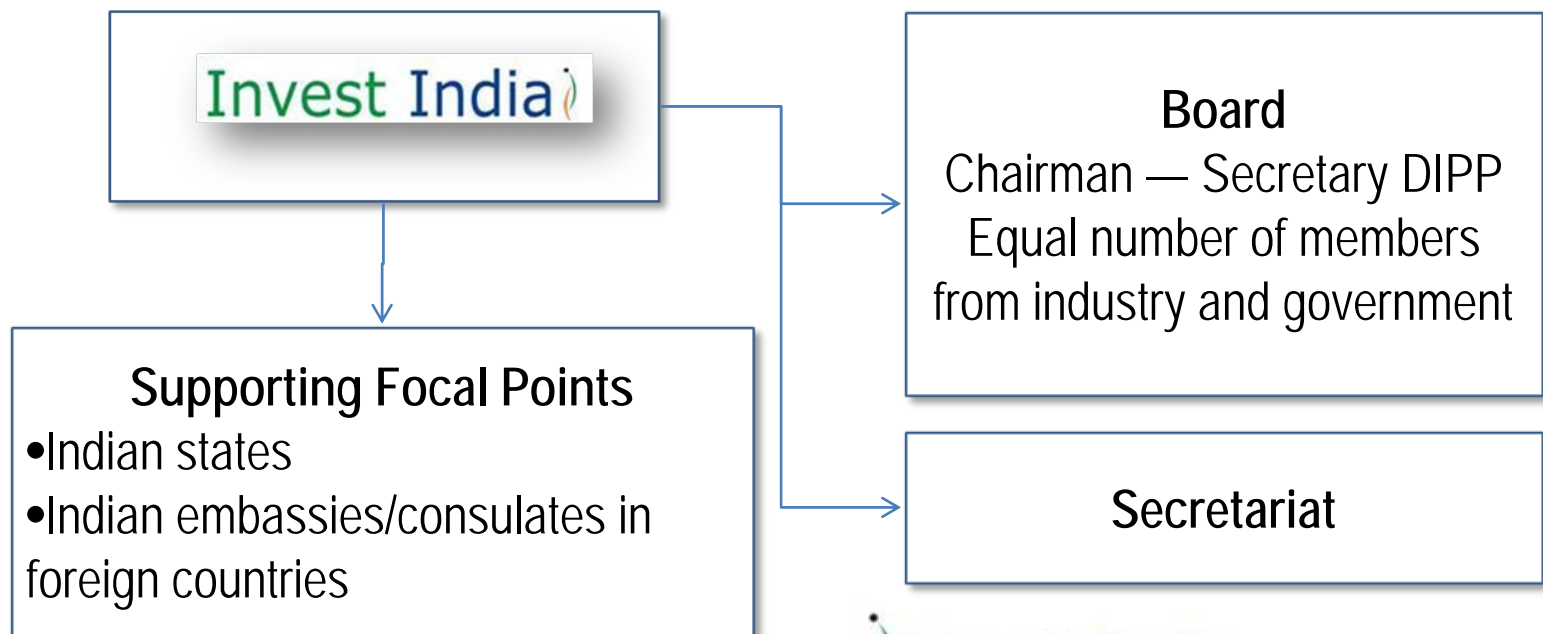 Invest India
Board
Chairman — Secretary DIPP
Equal number of members
from industry and government
Supporting Focal Points
•Indian states
•Indian embassies/consulates in
foreign countries
Secretariat